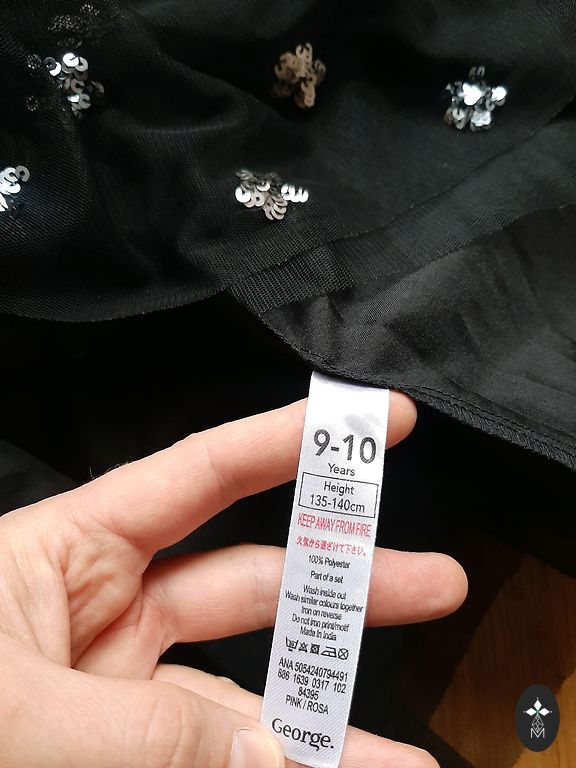 9-10
Years
Height
135-140cm
KEEP AWAY FROM FIRE
火気から遠ざけて下さい。
100% Polyester
Part of a set
Wash inside out
Wash similar colours together
Iron on reverse
Do not iron print/motif
Made In India
ANA 5054240794491
686 1639 0317 102
84395
PINK / ROSA
George.
M